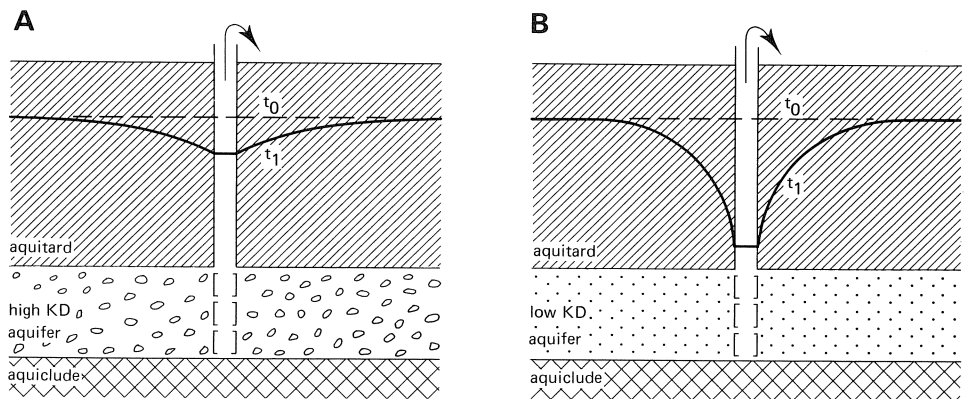 A
t0
t1
aquitard
high KD
aquifer
aquiclude
B
t0
t1
aquitard
low KD
aquifer
aquiclude